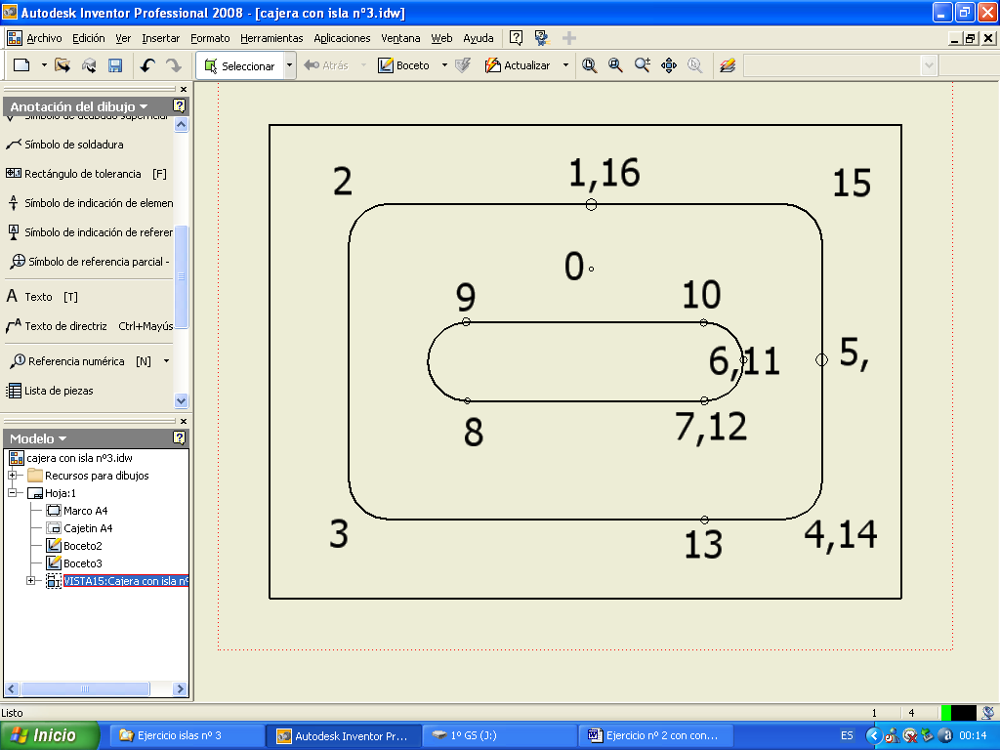 Autodesk Inventor Professional 2008 - [cajera con isla nº3.idw]
Archivo Edición Ver Insertar Formato Herramientas Aplicaciones Ventana Web Ayuda
Seleccionar Atrás Boceto Actualizar
Anotación del dibujo
Símbolo de acabado superficial
Símbolo de soldadura
Rectángulo de tolerancia [F]
Símbolo de indicación de elemen
Símbolo de indicación de referen
Símbolo de referencia parcial -
Texto [T]
Texto de directriz Ctrl+Mayús
Referencia numérica [N]
Lista de piezas
Modelo
cajera con isla nº3.idw
Recursos para dibujos
Hoja:1
Marco A4
Cajetin A4
Boceto2
Boceto3
VISTA15:Cajera con isla nº
2
1,16
15
0
9
10
6,11
5,
8
7,12
3
13
4,14
Listo
1 4
Inicio
Ejercicio islas nº 3
Autodesk Inventor Pr...
1º GS (J:)
Ejercicio nº 2 con con...
ES
00:14